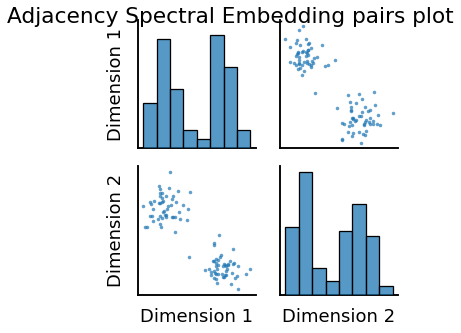 Adjacency Spectral Embedding pairs plot
Dimension 1
Dimension 2
Dimension 1
Dimension 2